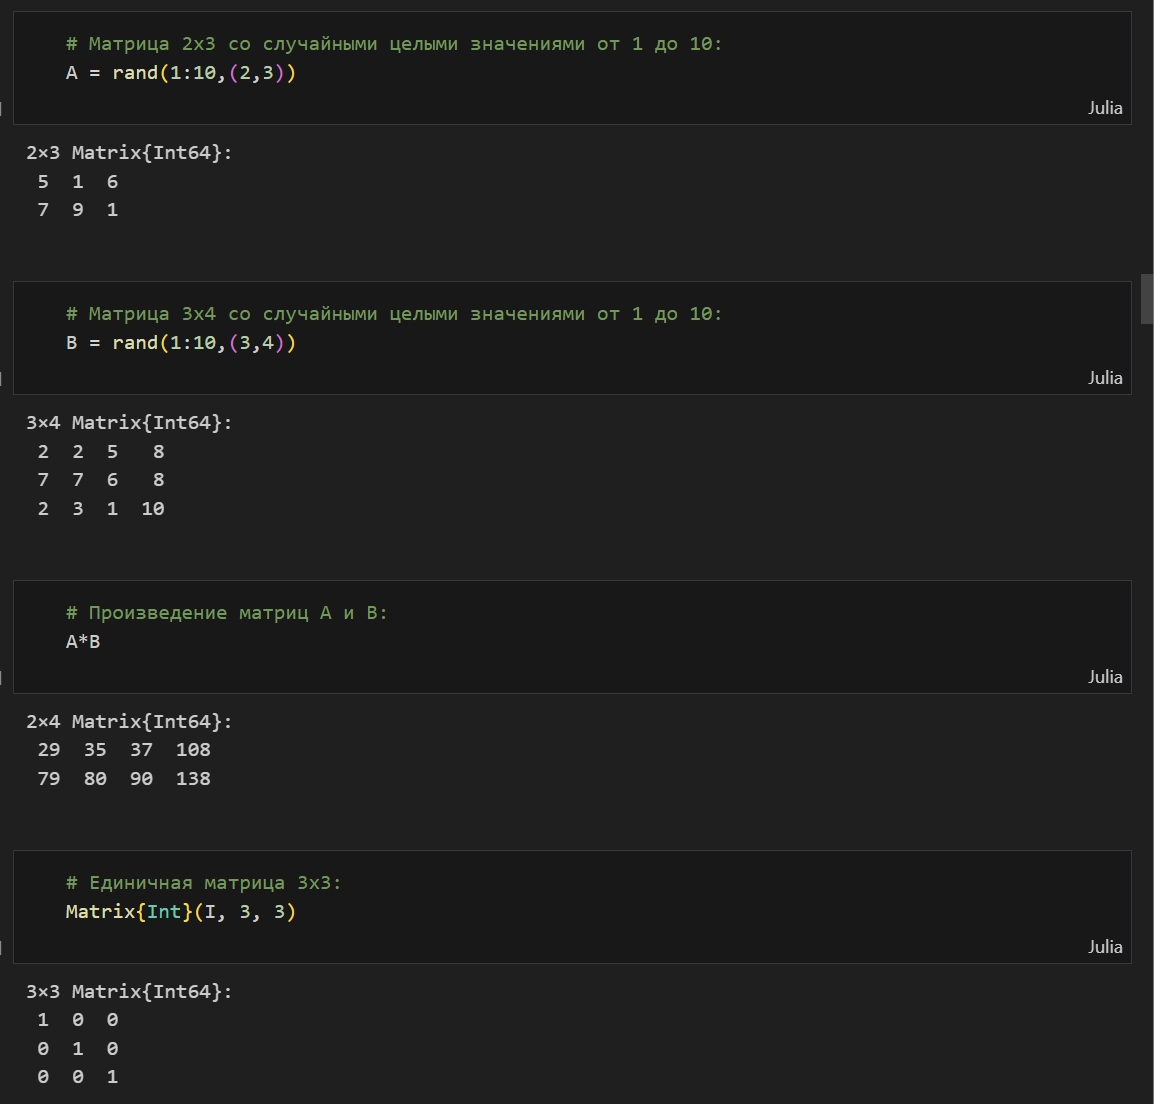 # Матрица 2x3 со случайными целыми значениями от 1 до 10:
A = rand(1:10,(2,3))
Julia
2×3 Matrix{Int64}:
5  1  6
7  9  1
# Матрица 3x4 со случайными целыми значениями от 1 до 10:
B = rand(1:10,(3,4))
Julia
3×4 Matrix{Int64}:
2  2  5   8
7  7  6   8
2  3  1  10
# Произведение матриц A и B:
A*B
Julia
2×4 Matrix{Int64}:
29  35  37  108
79  80  90  138
# Единичная матрица 3x3:
Matrix{Int}(I, 3, 3)
Julia
3×3 Matrix{Int64}:
1  0  0
0  1  0
0  0  1